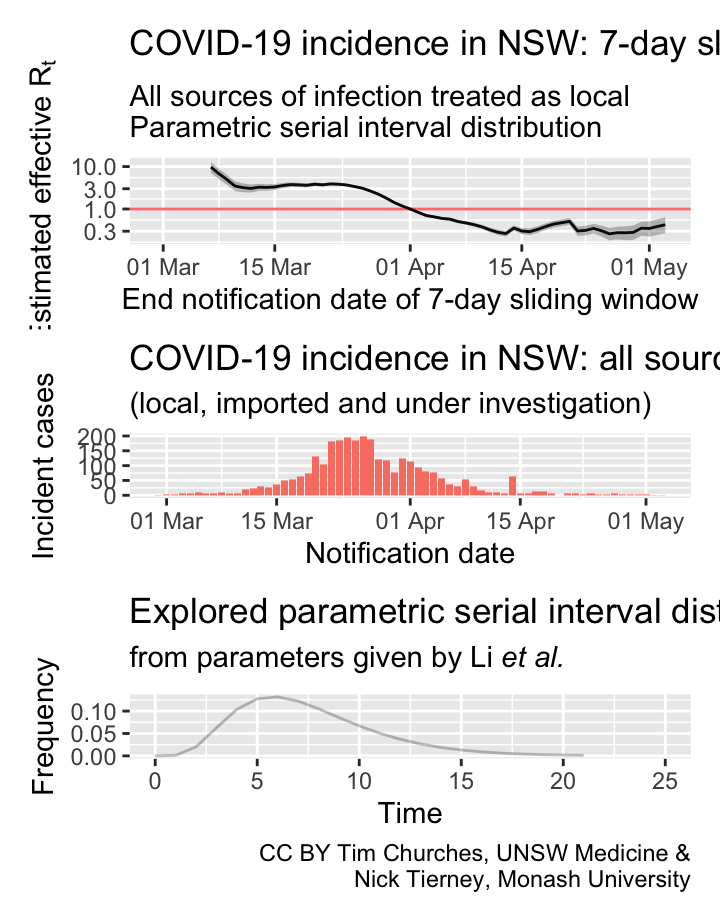 COVID-19 incidence in NSW: 7-day sl
All sources of infection treated as local
Parametric serial interval distribution
stimated effective Rt
10.0
3.0
1.0
0.3
01 Mar 15 Mar 01 Apr 15 Apr 01 May
End notification date of 7-day sliding window
COVID-19 incidence in NSW: all sourc
(local, imported and under investigation)
Incident cases
200
150
100
50
0
01 Mar 15 Mar 01 Apr 15 Apr 01 May
Notification date
Explored parametric serial interval dist
from parameters given by Li et al.
Frequency
0.10
0.05
0.00
0 5 10 15 20 25
Time
CC BY Tim Churches, UNSW Medicine &
Nick Tierney, Monash University